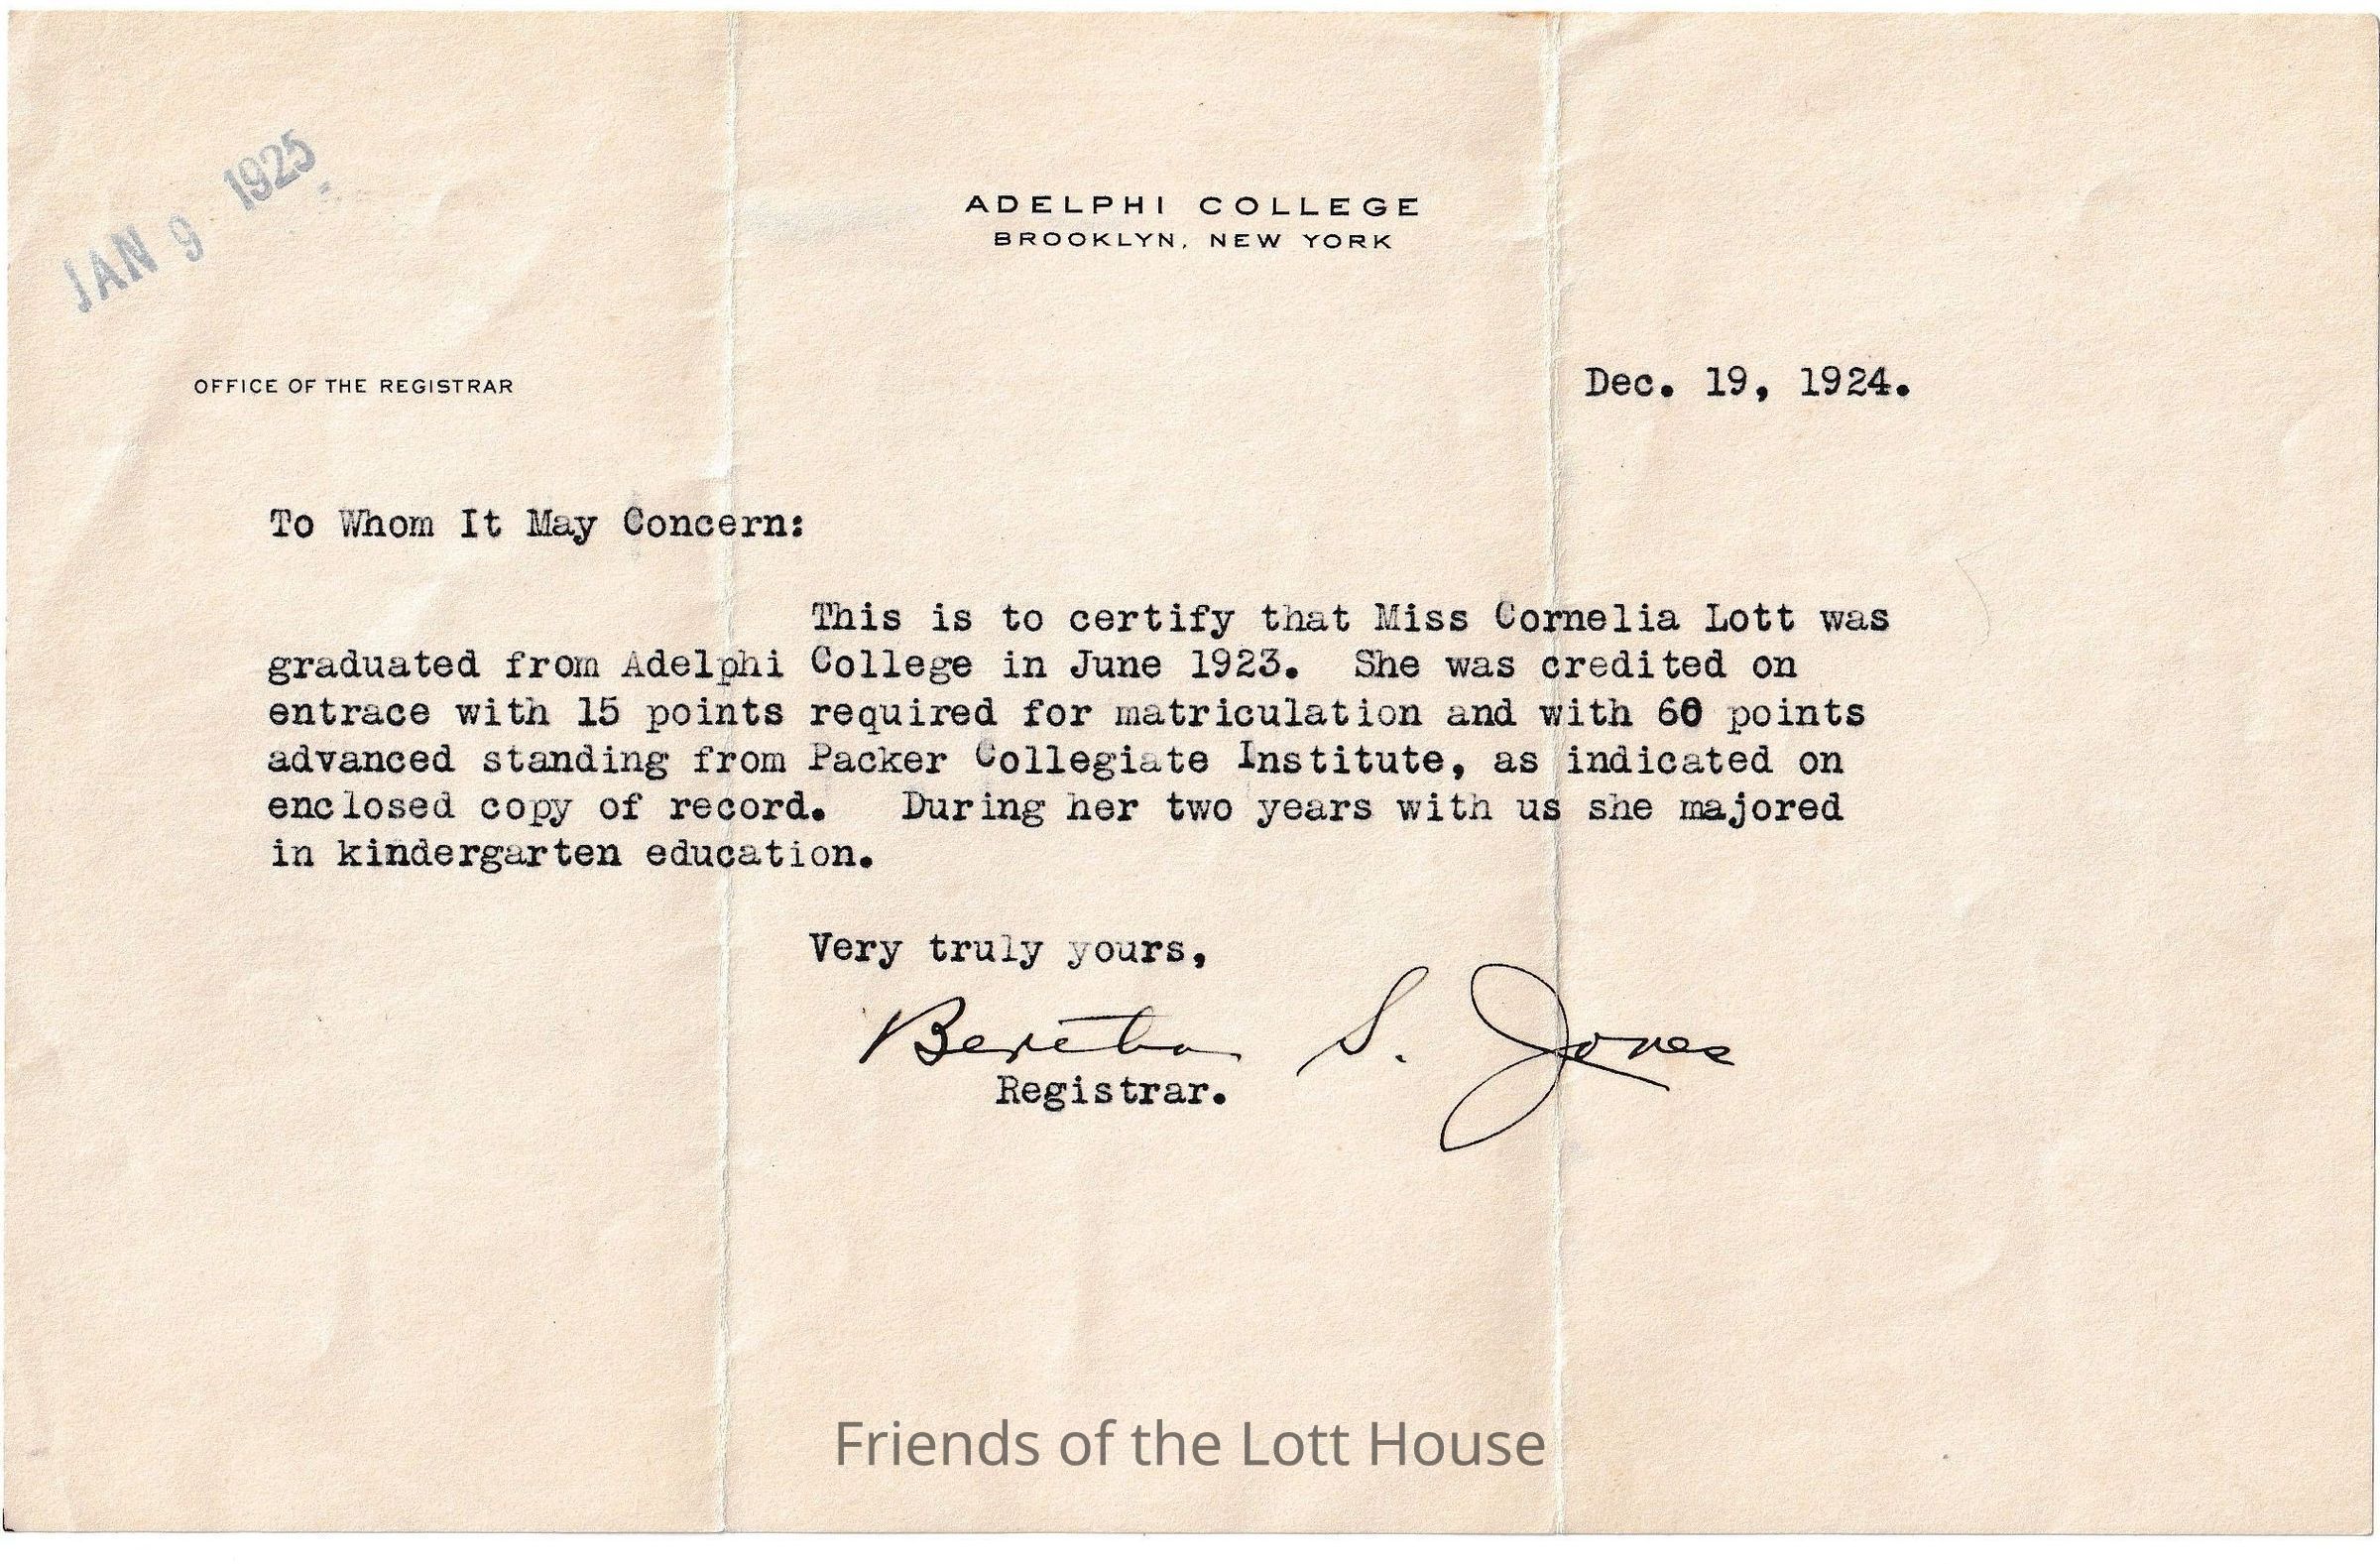 JAN 9 1925
ADELPHI COLLEGE
BROOKLYN, NEW YORK
OFFICE OF THE REGISTRAR
Dec. 19, 1924.
To Whom It May Concern:
This is to certify that Miss Cornelia Lott was
graduated from Adelphi College in June 1923. She was credited on
entrace with 15 points required for matriculation and with 60 points
advanced standing from Packer Collegiate Institute, as indicated on
enclosed copy of record. During her two years with us she majored
in kindergarten education.
Very truly yours,
Bertha S. Jones
Registrar.
Friends of the Lott House